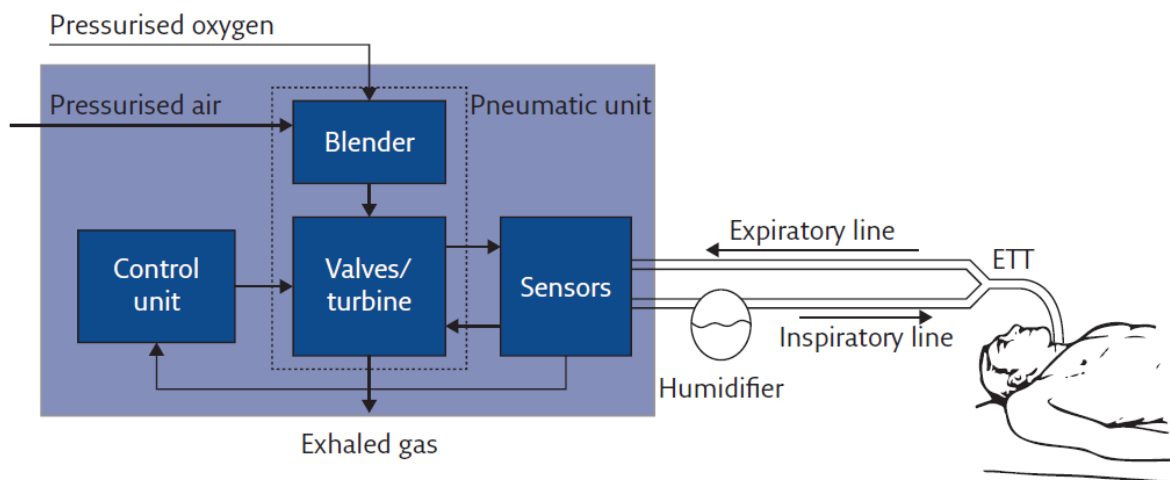 Pressurised oxygen
Pressurised air
Pneumatic unit
Blender
Control
unit
Valves/
turbine
Sensors
Expiratory line
ETT
Inspiratory line
Humidifier
Exhaled gas